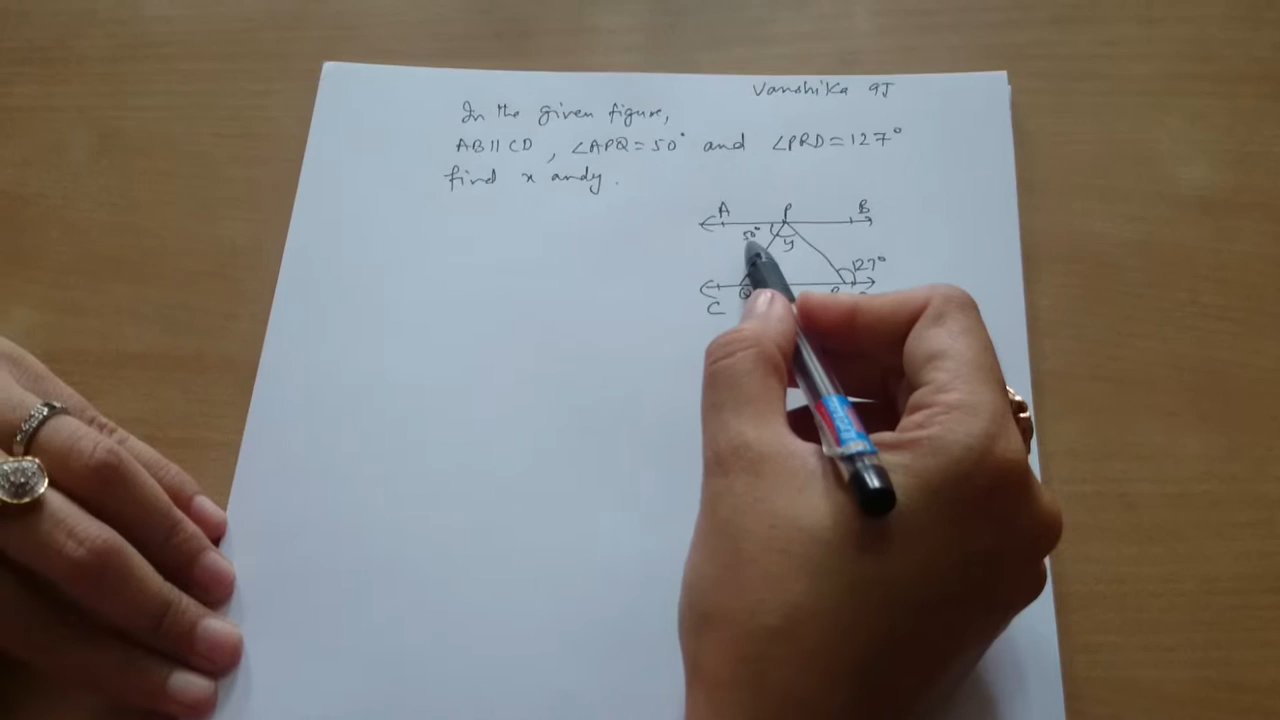 Vanshika 9J
In the given figure,
AB || CD , ∠APQ = 50° and ∠PRD = 127°
find x and y .
A P B
50° y
127°
Q
C